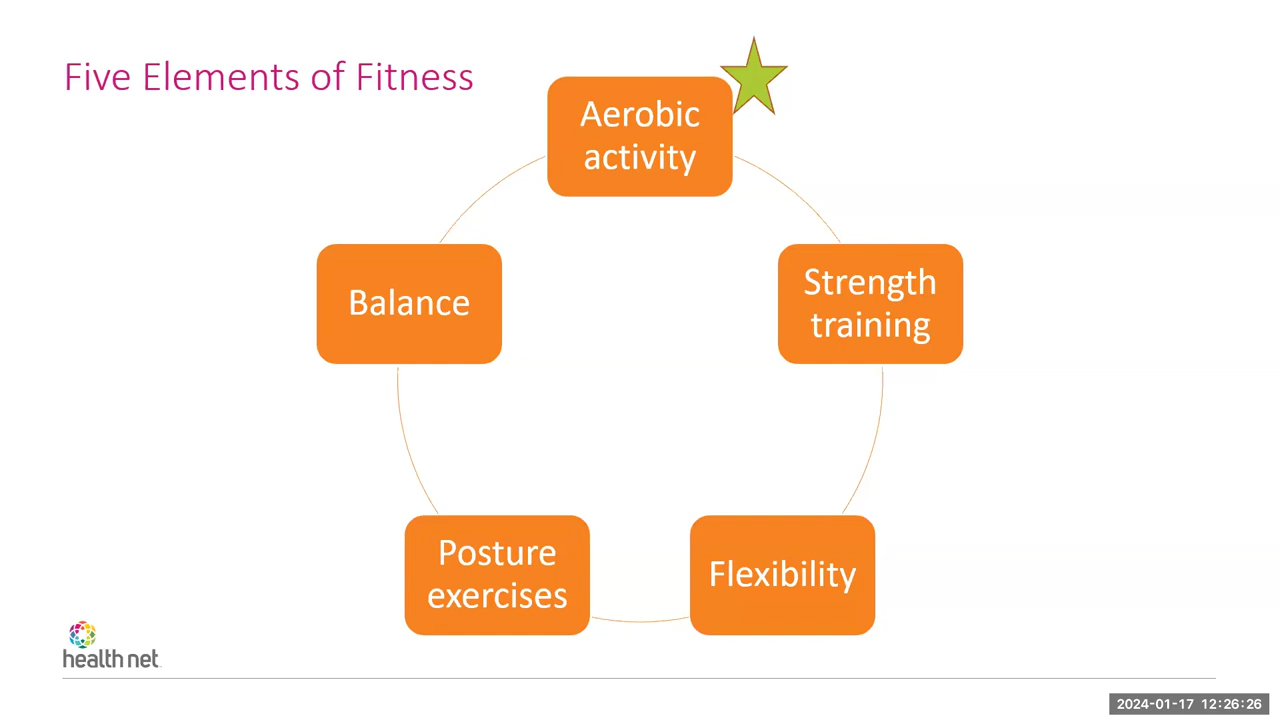 Five Elements of Fitness
Aerobic
activity
Balance
Strength
training
Posture
exercises
Flexibility
health net
2024-01-17 12:26:26